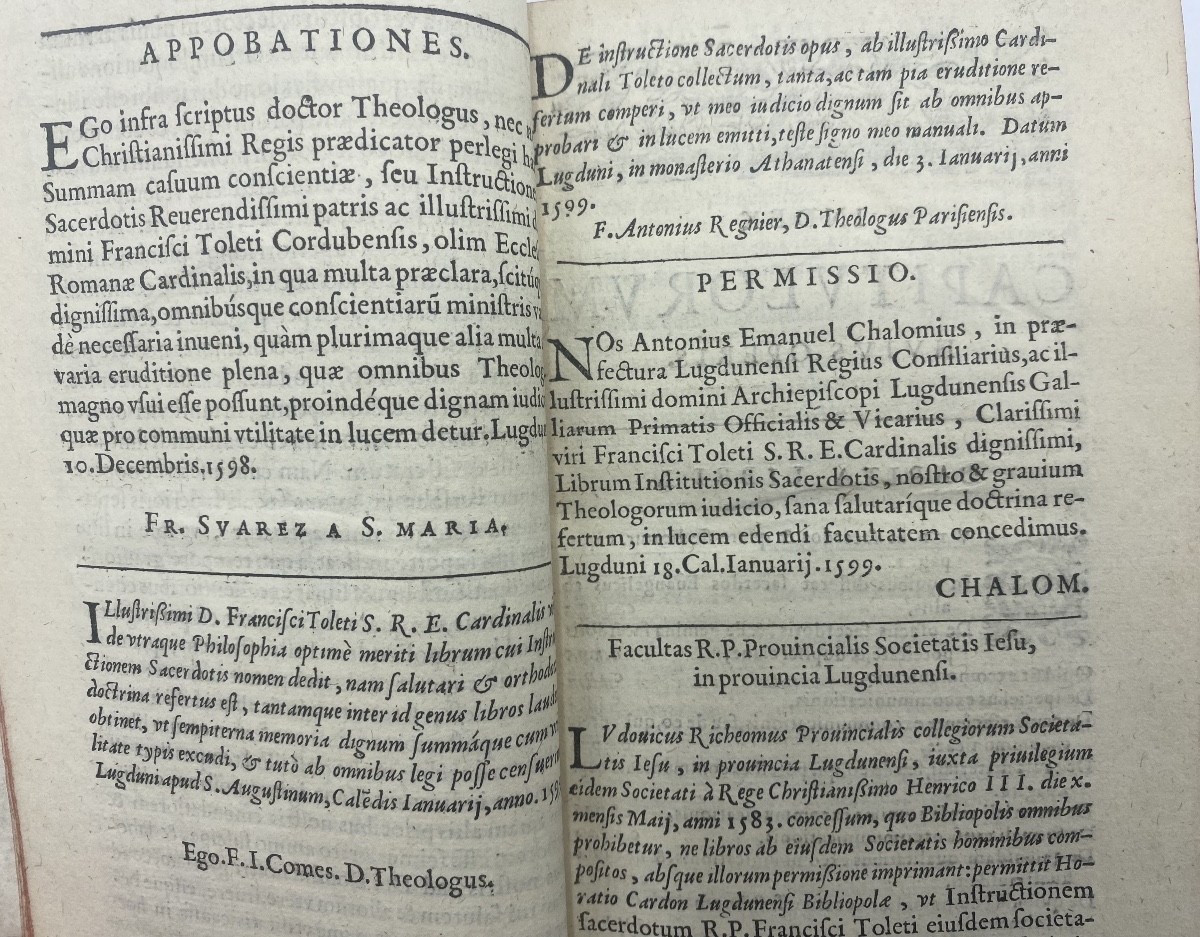 APPOBATIONES.
EGo infra ſcriptus doctor Theologus, nec
Chriſtianiſſimi Regis prædicator perlegi
Summam caſuum conſcientiæ, ſeu Inſtruction
Sacerdotis Reuerendiſſimi patris ac illuſtriſſimi
mini Franciſci Toleti Cordubenſis, olim Eccle
Romanæ Cardinalis, in qua multa præclara, ſcitúq
digniſſima, omnibúsque conſcientiarū miniſtris
dè neceſſaria inueni, quàm plurimaque alia multa
varia eruditione plena, quæ omnibus Theolog
magno vſui eſſe poſſunt, proindéque dignam iudic
quæ pro communi vtilitate in lucem detur. Lugdu
10. Decembris, 1598.
FR. SVAREZ A S. MARIA.
ILluſtriſſimi D. Franciſci Toleti S. R. E. Cardinalis
de vtraque Philoſophia optimè meriti librum cui Inſtru
ctionem Sacerdotis nomen dedit, nam ſalutari & orthodo
doctrina refertus eſt, tantamque inter id genus libros laude
obtinet, vt ſempiterna memoria dignum ſummáque cum
litate typis excudi, & tutò ab omnibus legi poſſe cenſuerim
Lugduni apud S. Auguſtinum, Calēdis Ianuarij, anno.
Ego. F. I. Comes. D. Theologus.
DE inſtructione Sacerdotis opus, ab illuſtriſſimo Cardi-
nali Toleto collectum, tanta, ac tam pia eruditione re-
fertum comperi, vt meo iudicio dignum ſit ab omnibus ap-
probari & in lucem emitti, teſte ſigno meo manuali. Datum
Lugduni, in monaſterio Athanatenſi, die 3. Ianuarij, anni
1599.
F. Antonius Regnier, D. Theologus Pariſienſis.
PERMISSIO.
NOs Antonius Emanuel Chalomius, in præ-
fectura Lugdunenſi Regius Conſiliarius, ac il-
luſtriſſimi domini Archiepiſcopi Lugdunenſis Gal-
liarum Primatis Officialis & Vicarius, Clariſſimi
viri Franciſci Toleti S. R. E. Cardinalis digniſſimi,
Librum Inſtitutionis Sacerdotis, noſtro & grauium
Theologorum iudicio, ſana ſalutaríque doctrina re-
fertum, in lucem edendi facultatem concedimus.
Lugduni 18. Cal. Ianuarij. 1599.
CHALOM.
Facultas R. P. Prouincialis Societatis Ieſu,
in prouincia Lugdunenſi.
LVdouicus Richeomus Prouincialis collegiorum Societa-
tis Ieſu, in prouincia Lugdunenſi, iuxta priuilegium
eidem Societati à Rege Chriſtianiſſimo Henrico III. die x.
menſis Maij, anni 1583. conceſſum, quo Bibliopolis omnibus
prohibetur, ne libros ab eiuſdem Societatis hominibus com-
poſitos, abſque illorum permiſſione imprimant: permittit Ho-
ratio Cardon Lugdunenſi Bibliopolæ, vt Inſtructionem
ſacerdotum R. P. Franciſci Toleti eiuſdem ſocieta-